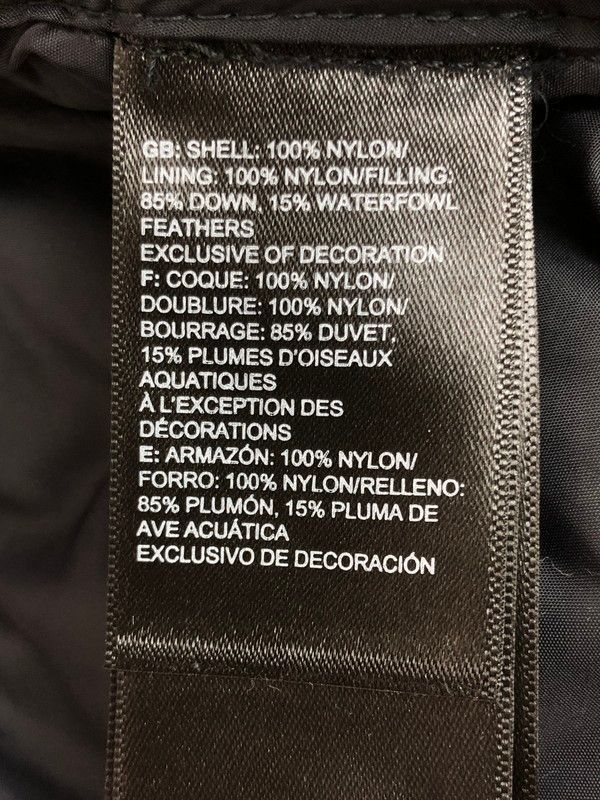 GB: SHELL: 100% NYLON/
LINING: 100% NYLON/FILLING:
85% DOWN, 15% WATERFOWL
FEATHERS
EXCLUSIVE OF DECORATION
F: COQUE: 100% NYLON/
DOUBLURE: 100% NYLON/
BOURRAGE: 85% DUVET,
15% PLUMES D'OISEAUX
AQUATIQUES
À L'EXCEPTION DES
DÉCORATIONS
E: ARMAZÓN: 100% NYLON/
FORRO: 100% NYLON/RELLENO:
85% PLUMÓN, 15% PLUMA DE
AVE ACUÁTICA
EXCLUSIVO DE DECORACIÓN